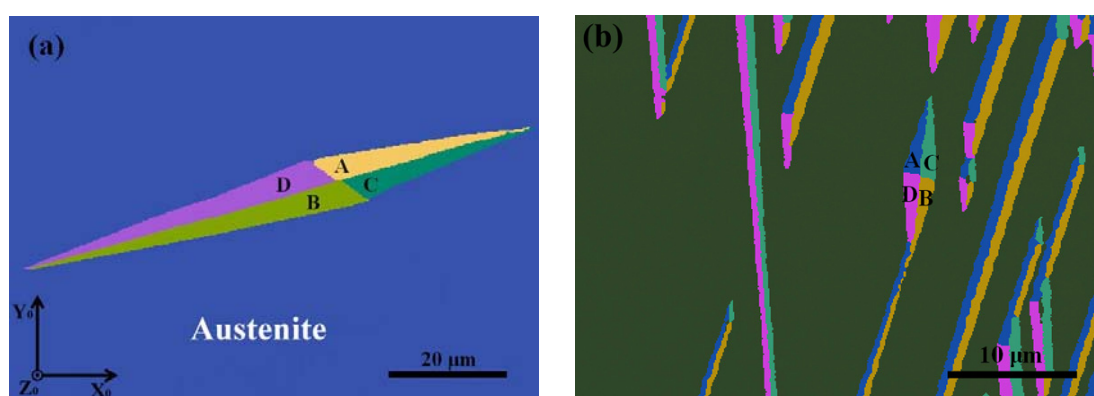 (a)
A
D
C
B
Y₀
Austenite
20 μm
Z₀
X₀
(b)
A C
D B
10 μm